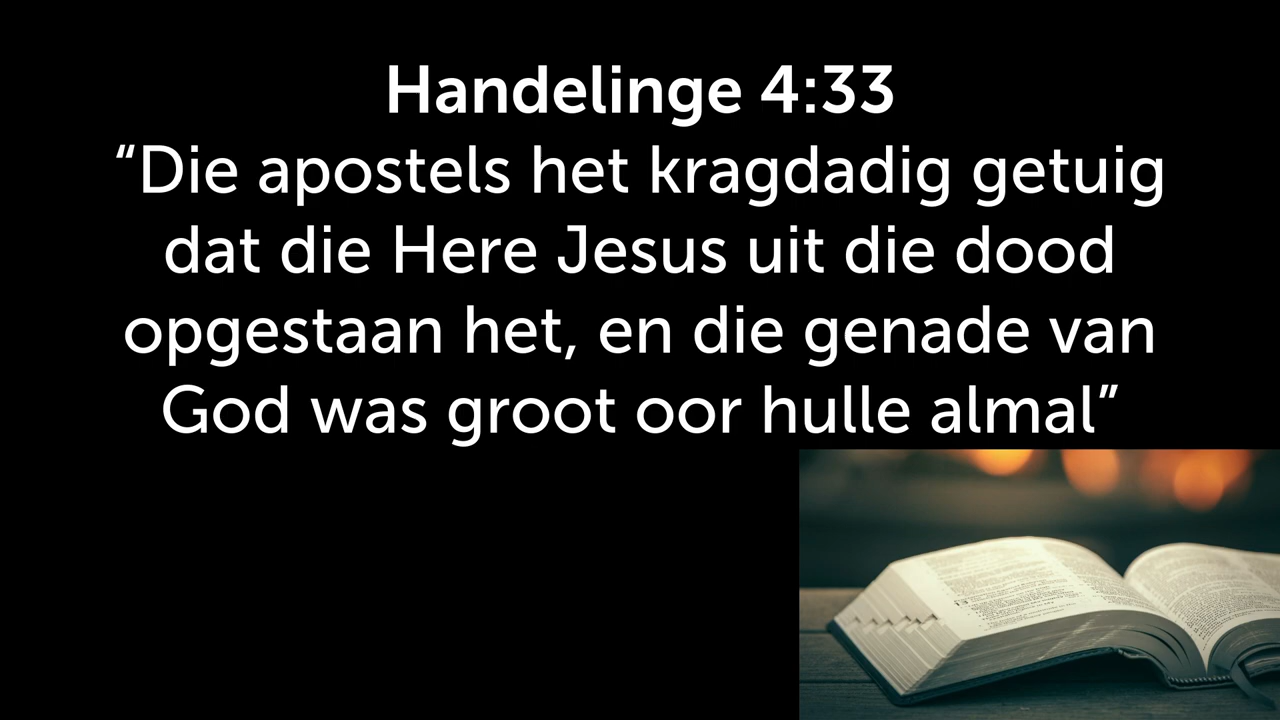 Handelinge 4:33
“Die apostels het kragdadig getuig
dat die Here Jesus uit die dood
opgestaan het, en die genade van
God was groot oor hulle almal”
13